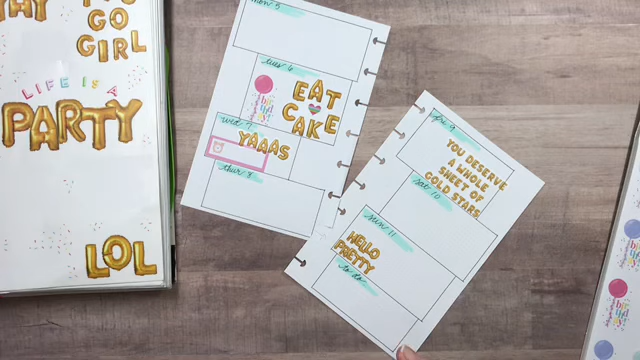 YOU
GO
GIRL
LIFE IS A
PARTY
LOL
mon 5
tues 6
EAT
CAKE
wed 7
YAAAS
thur 8
fri 9
YOU DESERVE
A WHOLE
SHEET OF
GOLD STARS
sat 10
sun 11
HELLO
PRETTY
to do